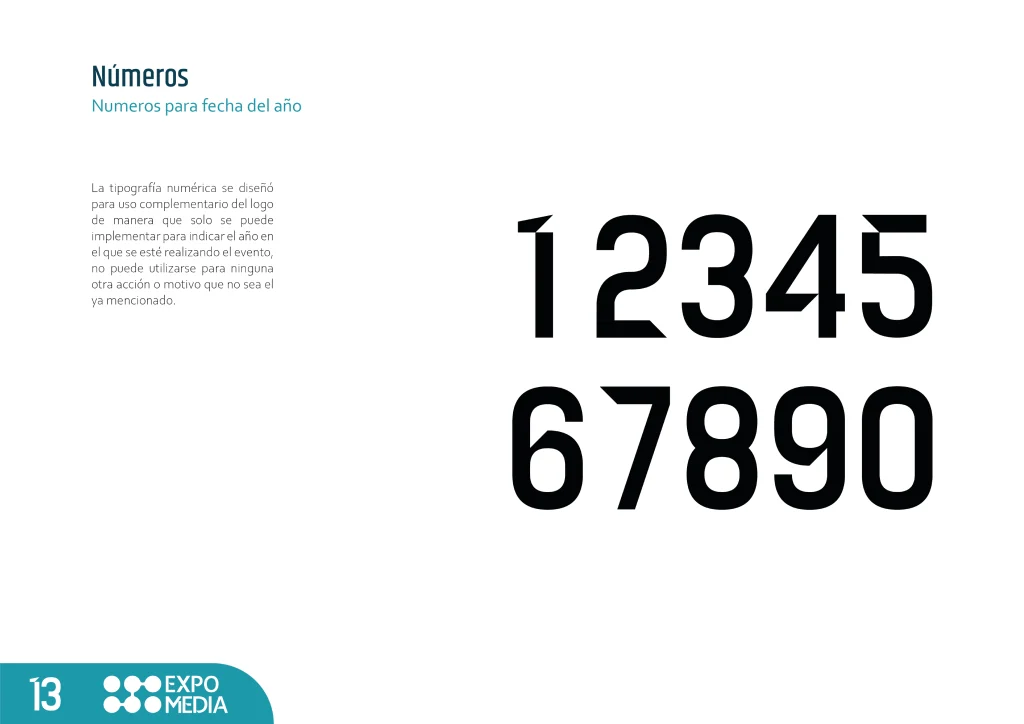 Números
Numeros para fecha del año
La tipografía numérica se diseñó
para uso complementario del logo
de manera que solo se puede
implementar para indicar el año en
el que se esté realizando el evento,
no puede utilizarse para ninguna
otra acción o motivo que no sea el
ya mencionado.
12345
67890
13
EXPO
MEDIA